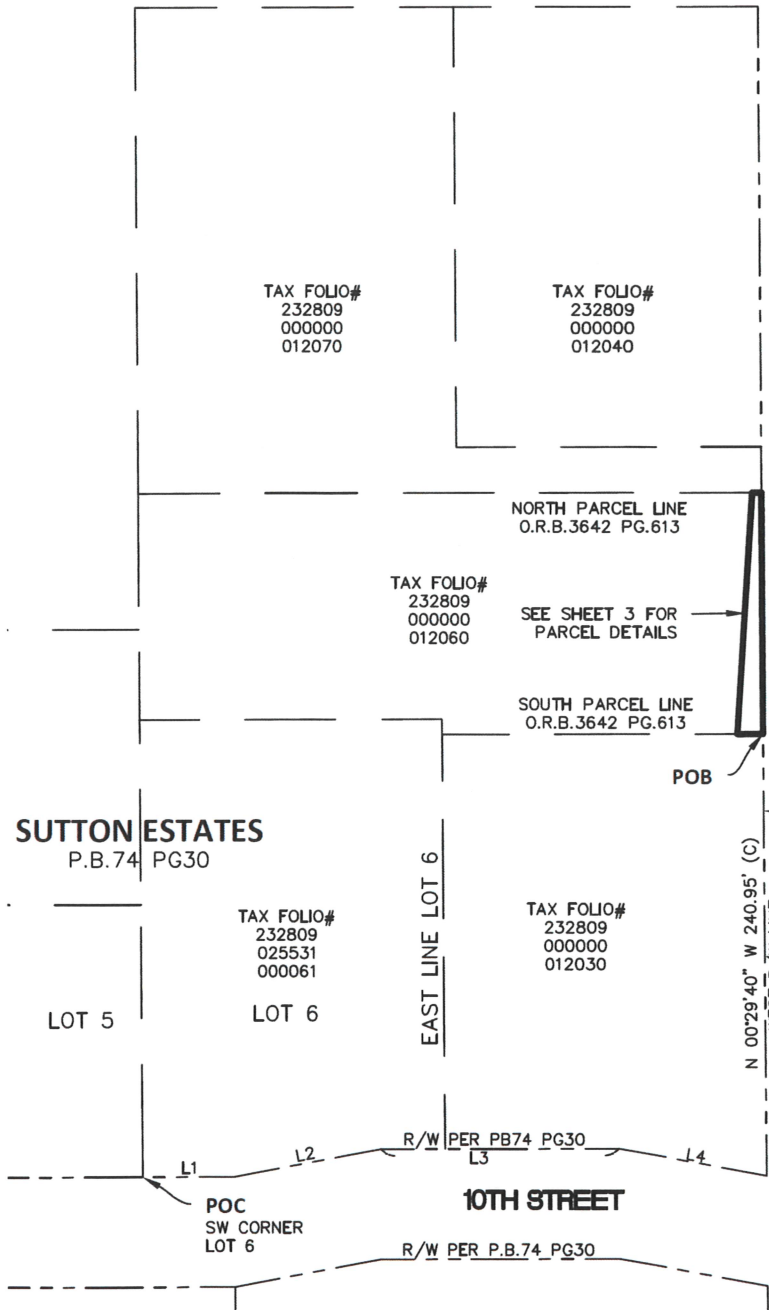 TAX FOLIO#
232809
000000
012070
TAX FOLIO#
232809
000000
012040
NORTH PARCEL LINE
O.R.B.3642 PG.613
TAX FOLIO#
232809
000000
012060
SEE SHEET 3 FOR
PARCEL DETAILS
SOUTH PARCEL LINE
O.R.B.3642 PG.613
POB
SUTTON ESTATES
P.B.74 PG30
TAX FOLIO#
232809
025531
000061
EAST LINE LOT 6
TAX FOLIO#
232809
000000
012030
N 00°29'40" W 240.95' (C)
LOT 5
LOT 6
R/W PER PB74 PG30
L1
L2
L3
L4
POC
SW CORNER
LOT 6
10TH STREET
R/W PER P.B.74 PG30